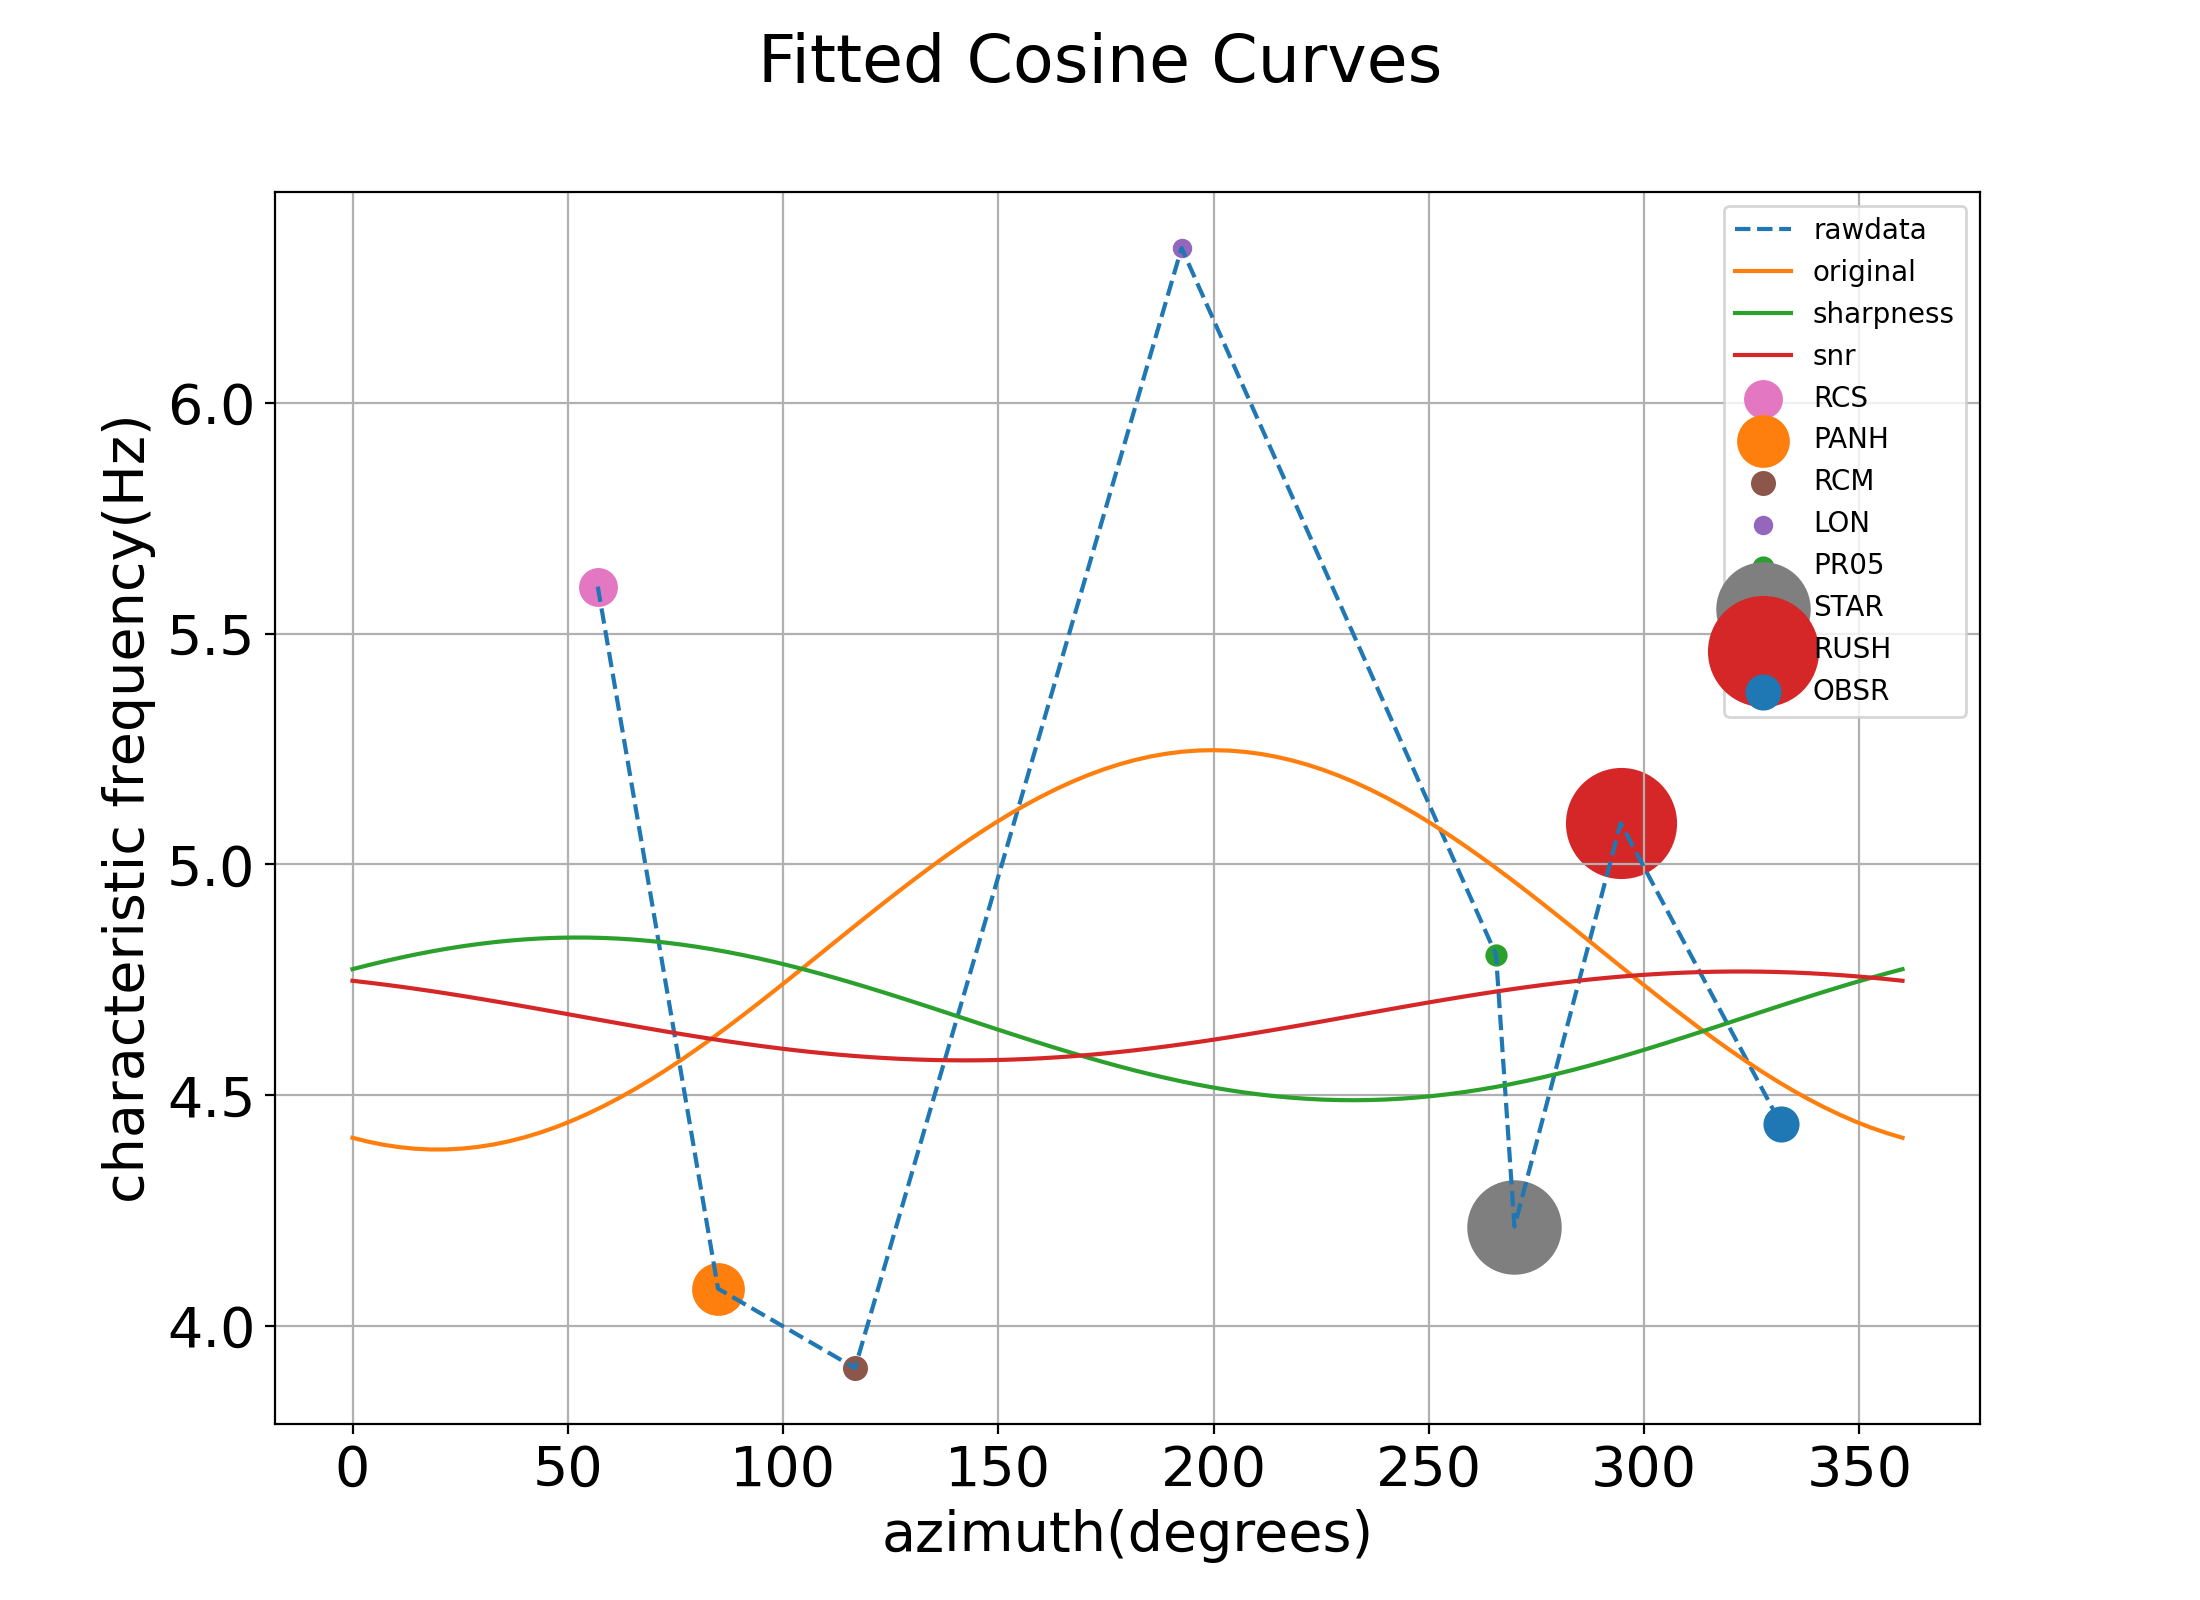 Fitted Cosine Curves
characteristic frequency(Hz)
6.0
5.5
5.0
4.5
4.0
0 50 100 150 200 250 300 350
azimuth(degrees)
rawdata
original
sharpness
snr
RCS
PANH
RCM
LON
PR05
STAR
RUSH
OBSR